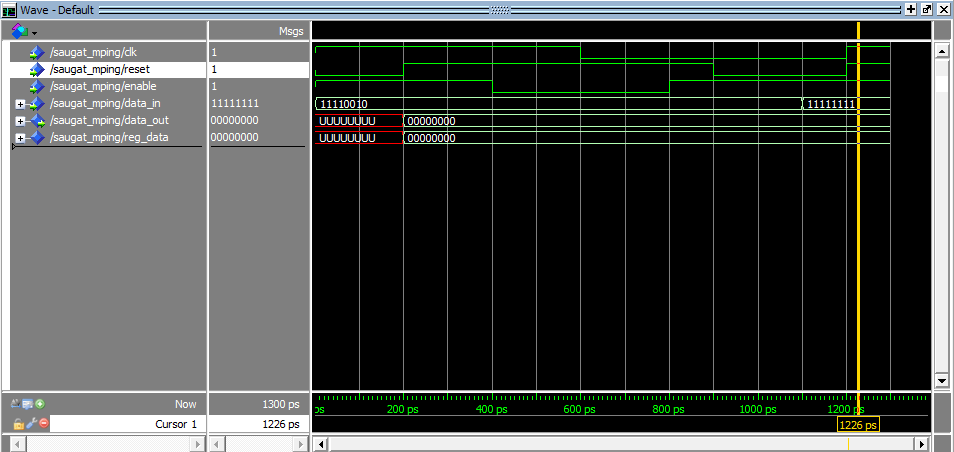 Wave - Default
Msgs
/saugat_mping/clk 1
/saugat_mping/reset 1
/saugat_mping/enable 1
/saugat_mping/data_in 11111111 11110010 11111111
/saugat_mping/data_out 00000000 UUUUUUUU 00000000
/saugat_mping/reg_data 00000000 UUUUUUUU 00000000
Now 1300 ps ps 200 ps 400 ps 600 ps 800 ps 1000 ps 1200 ps
Cursor 1 1226 ps 1226 ps